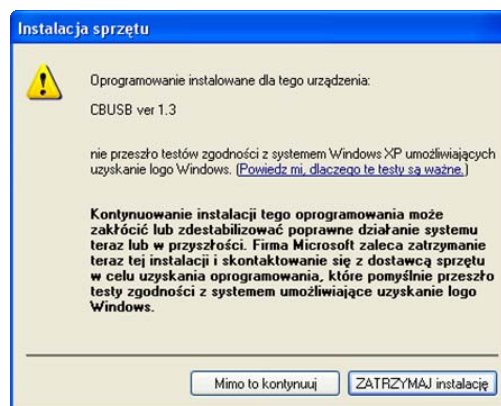 Instalacja sprzętu
Oprogramowanie instalowane dla tego urządzenia:
CBUSB ver 1.3
nie przeszło testów zgodności z systemem Windows XP umożliwiających
uzyskanie logo Windows. (Powiedz mi, dlaczego te testy są ważne.)
Kontynuowanie instalacji tego oprogramowania może
zakłócić lub zdestabilizować poprawne działanie systemu
teraz lub w przyszłości. Firma Microsoft zaleca zatrzymanie
teraz tej instalacji i skontaktowanie się z dostawcą sprzętu
w celu uzyskania oprogramowania, które pomyślnie przeszło
testy zgodności z systemem umożliwiające uzyskanie logo
Windows.
Mimo to kontynuuj
ZATRZYMAJ instalację